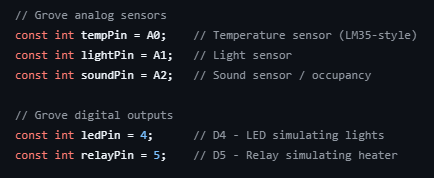 // Grove analog sensors
const int tempPin = A0;    // Temperature sensor (LM35-style)
const int lightPin = A1;   // Light sensor
const int soundPin = A2;   // Sound sensor / occupancy
// Grove digital outputs
const int ledPin = 4;      // D4 - LED simulating lights
const int relayPin = 5;    // D5 - Relay simulating heater